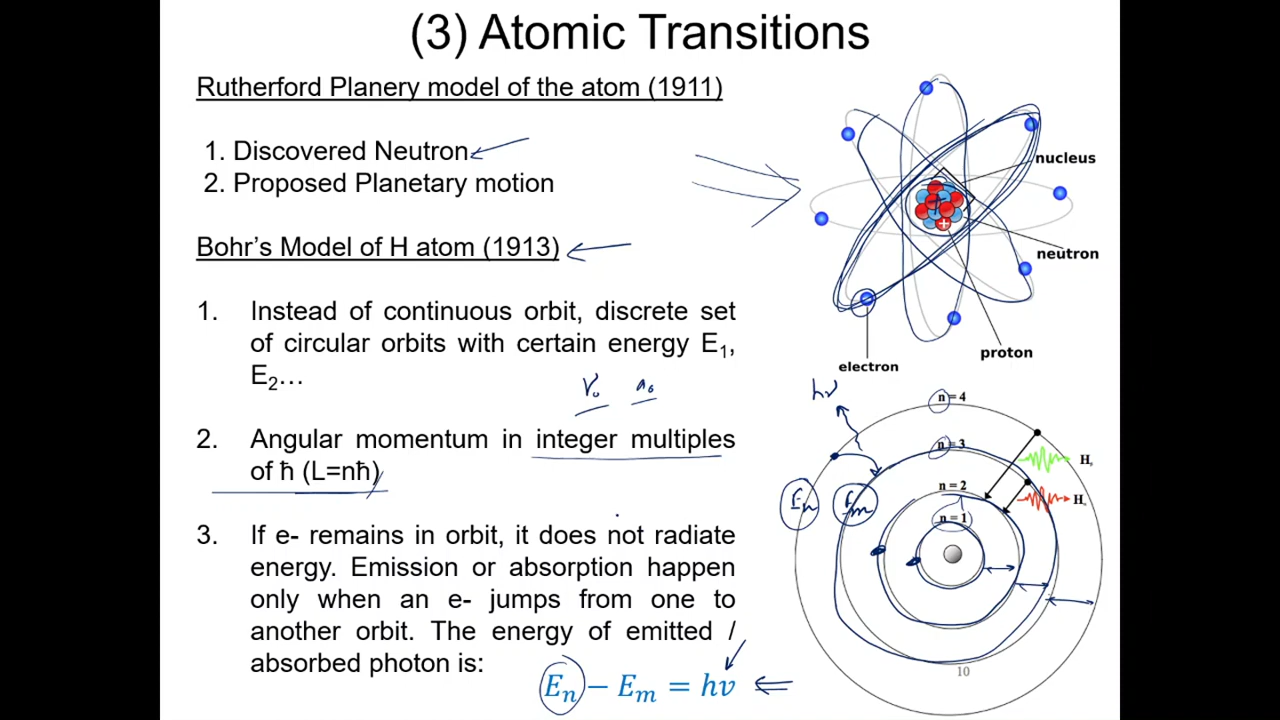 (3) Atomic Transitions
Rutherford Planery model of the atom (1911)
1. Discovered Neutron
2. Proposed Planetary motion
Bohr's Model of H atom (1913)
1. Instead of continuous orbit, discrete set
of circular orbits with certain energy E₁,
E₂…
2. Angular momentum in integer multiples
of ħ (L=nħ)
3. If e- remains in orbit, it does not radiate
energy. Emission or absorption happen
only when an e- jumps from one to
another orbit. The energy of emitted /
absorbed photon is:
Eₙ − Eₘ = hν
nucleus
neutron
proton
electron
+
hν
n = 4
n = 3
n = 2
n = 1
Eₙ
Eₘ
H
H
10